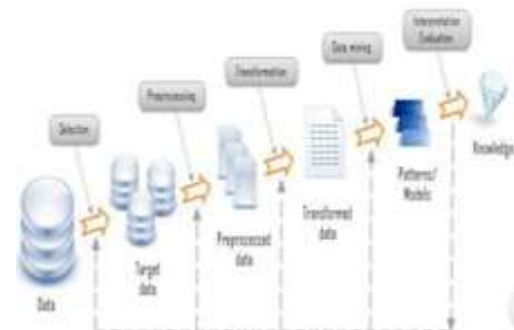 Interpretation
Evaluation
Data mining
Transformation
Preprocessing
Selection
Knowledge
Patterns/
Models
Transformed
data
Preprocessed
data
Target
data
Data